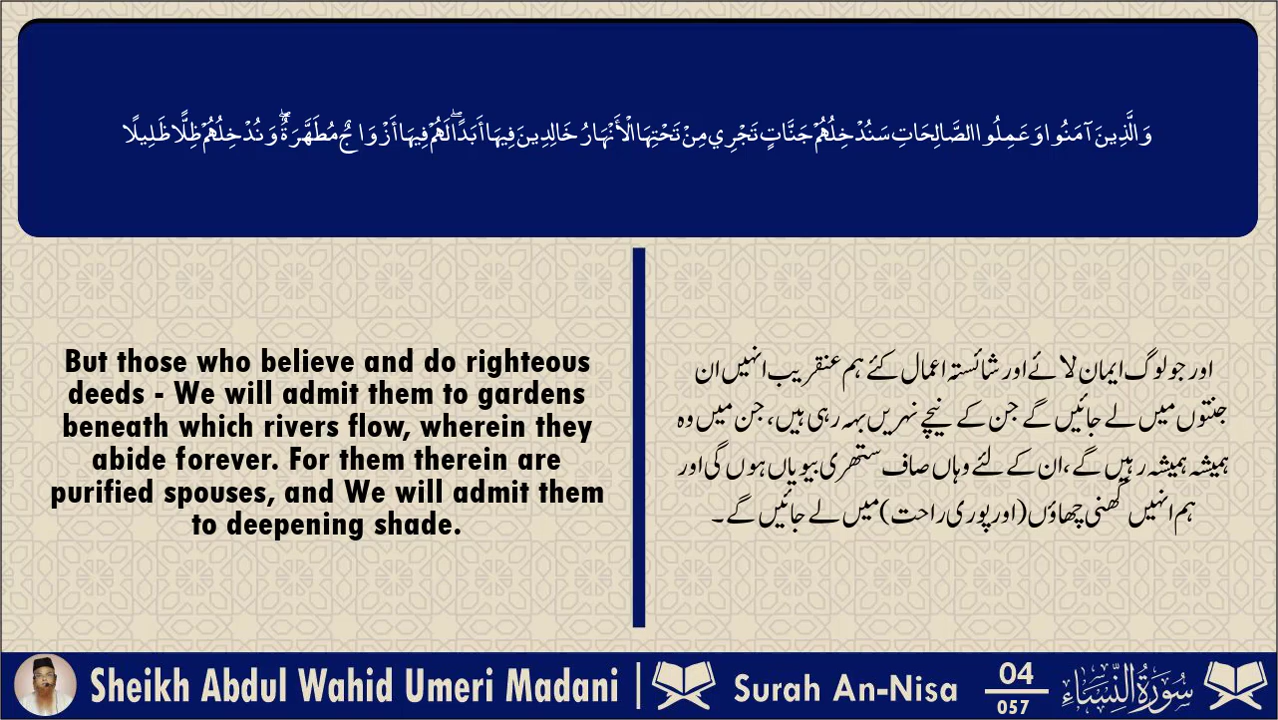 وَالَّذِينَ آمَنُوا وَعَمِلُوا الصَّالِحَاتِ سَنُدْخِلُهُمْ جَنَّاتٍ تَجْرِي مِنْ تَحْتِهَا الْأَنْهَارُ خَالِدِينَ فِيهَا أَبَدًا ۖ لَهُمْ فِيهَا أَزْوَاجٌ مُطَهَّرَةٌ ۖ وَنُدْخِلُهُمْ ظِلًّا ظَلِيلًا
But those who believe and do righteous
deeds - We will admit them to gardens
beneath which rivers flow, wherein they
abide forever. For them therein are
purified spouses, and We will admit them
to deepening shade.
اور جو لوگ ایمان لائے اور شائستہ اعمال کئے ہم عنقریب انہیں ان
جنتوں میں لے جائیں گے جن کے نیچے نہریں بہہ رہی ہیں، جن میں وہ
ہمیشہ ہمیشہ رہیں گے، ان کے لئے وہاں صاف ستھری بیویاں ہوں گی اور
ہم انہیں گھنی چھاؤں (اور پوری راحت) میں لے جائیں گے۔
Sheikh Abdul Wahid Umeri Madani | Surah An-Nisa
04
057
سُورَةُ النِّسَاءِ